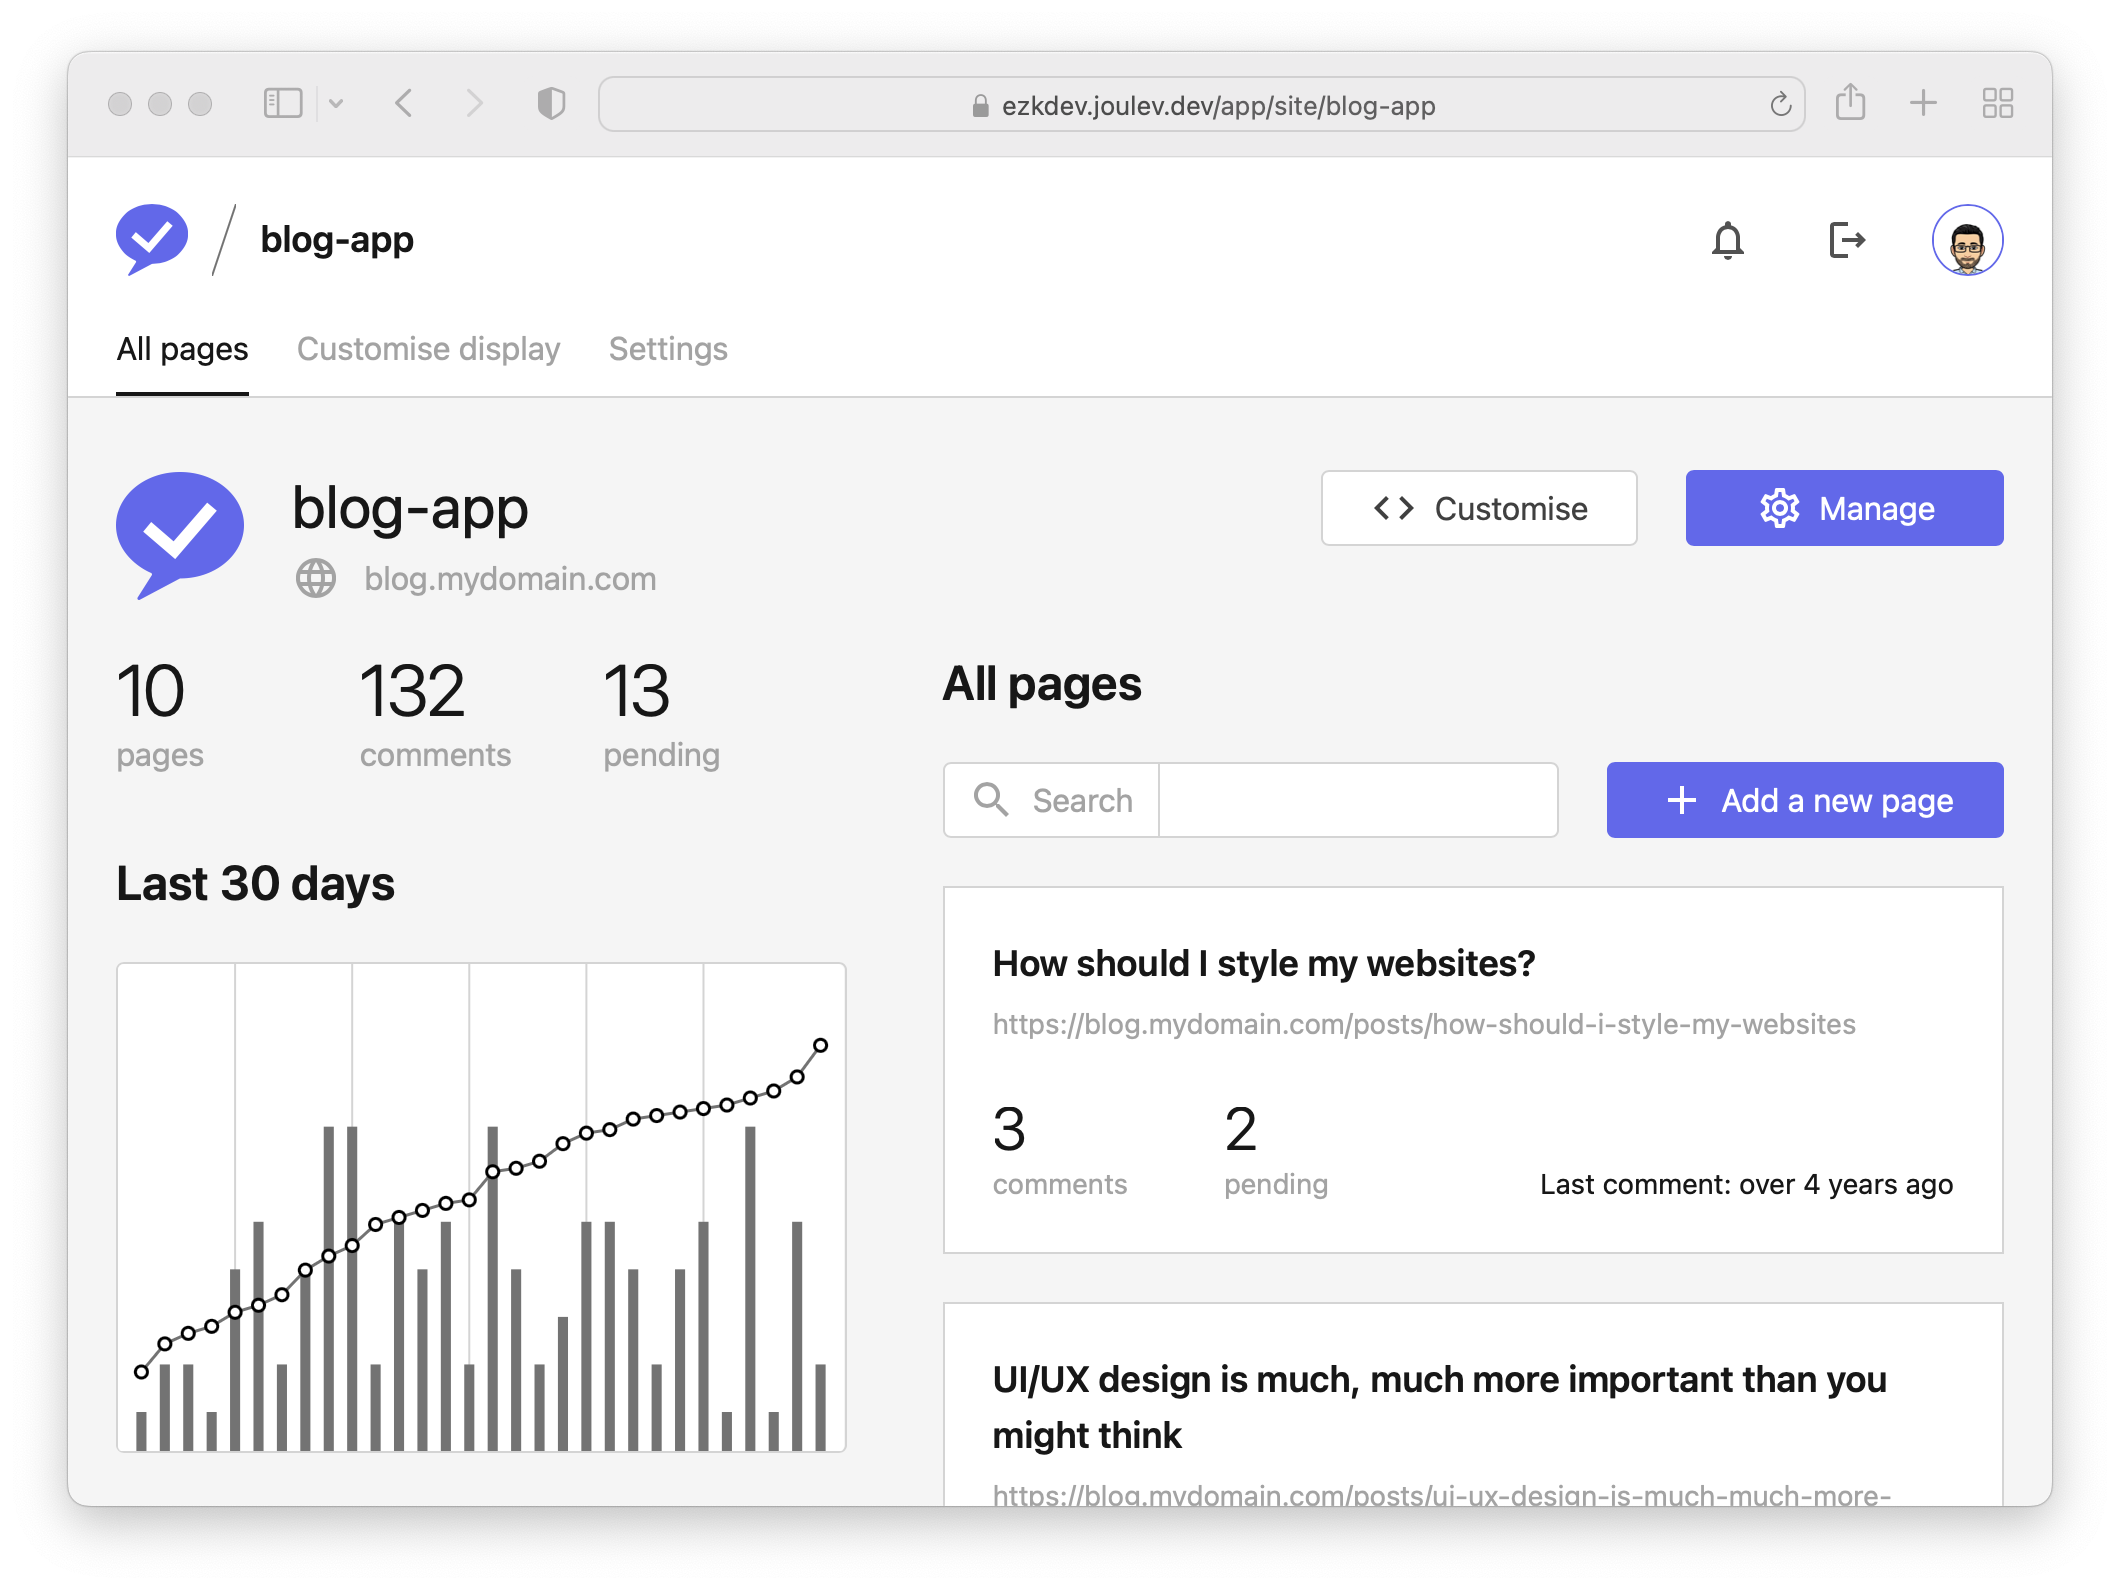 ezkdev.joulev.dev/app/site/blog-app
blog-app
All pages
Customise display
Settings
blog-app
blog.mydomain.com
Customise
Manage
10
pages
132
comments
13
pending
Last 30 days
All pages
Search
Add a new page
How should I style my websites?
https://blog.mydomain.com/posts/how-should-i-style-my-websites
3
comments
2
pending
Last comment: over 4 years ago
UI/UX design is much, much more important than you
might think
https://blog.mydomain.com/posts/ui-ux-design-is-much-much-more-